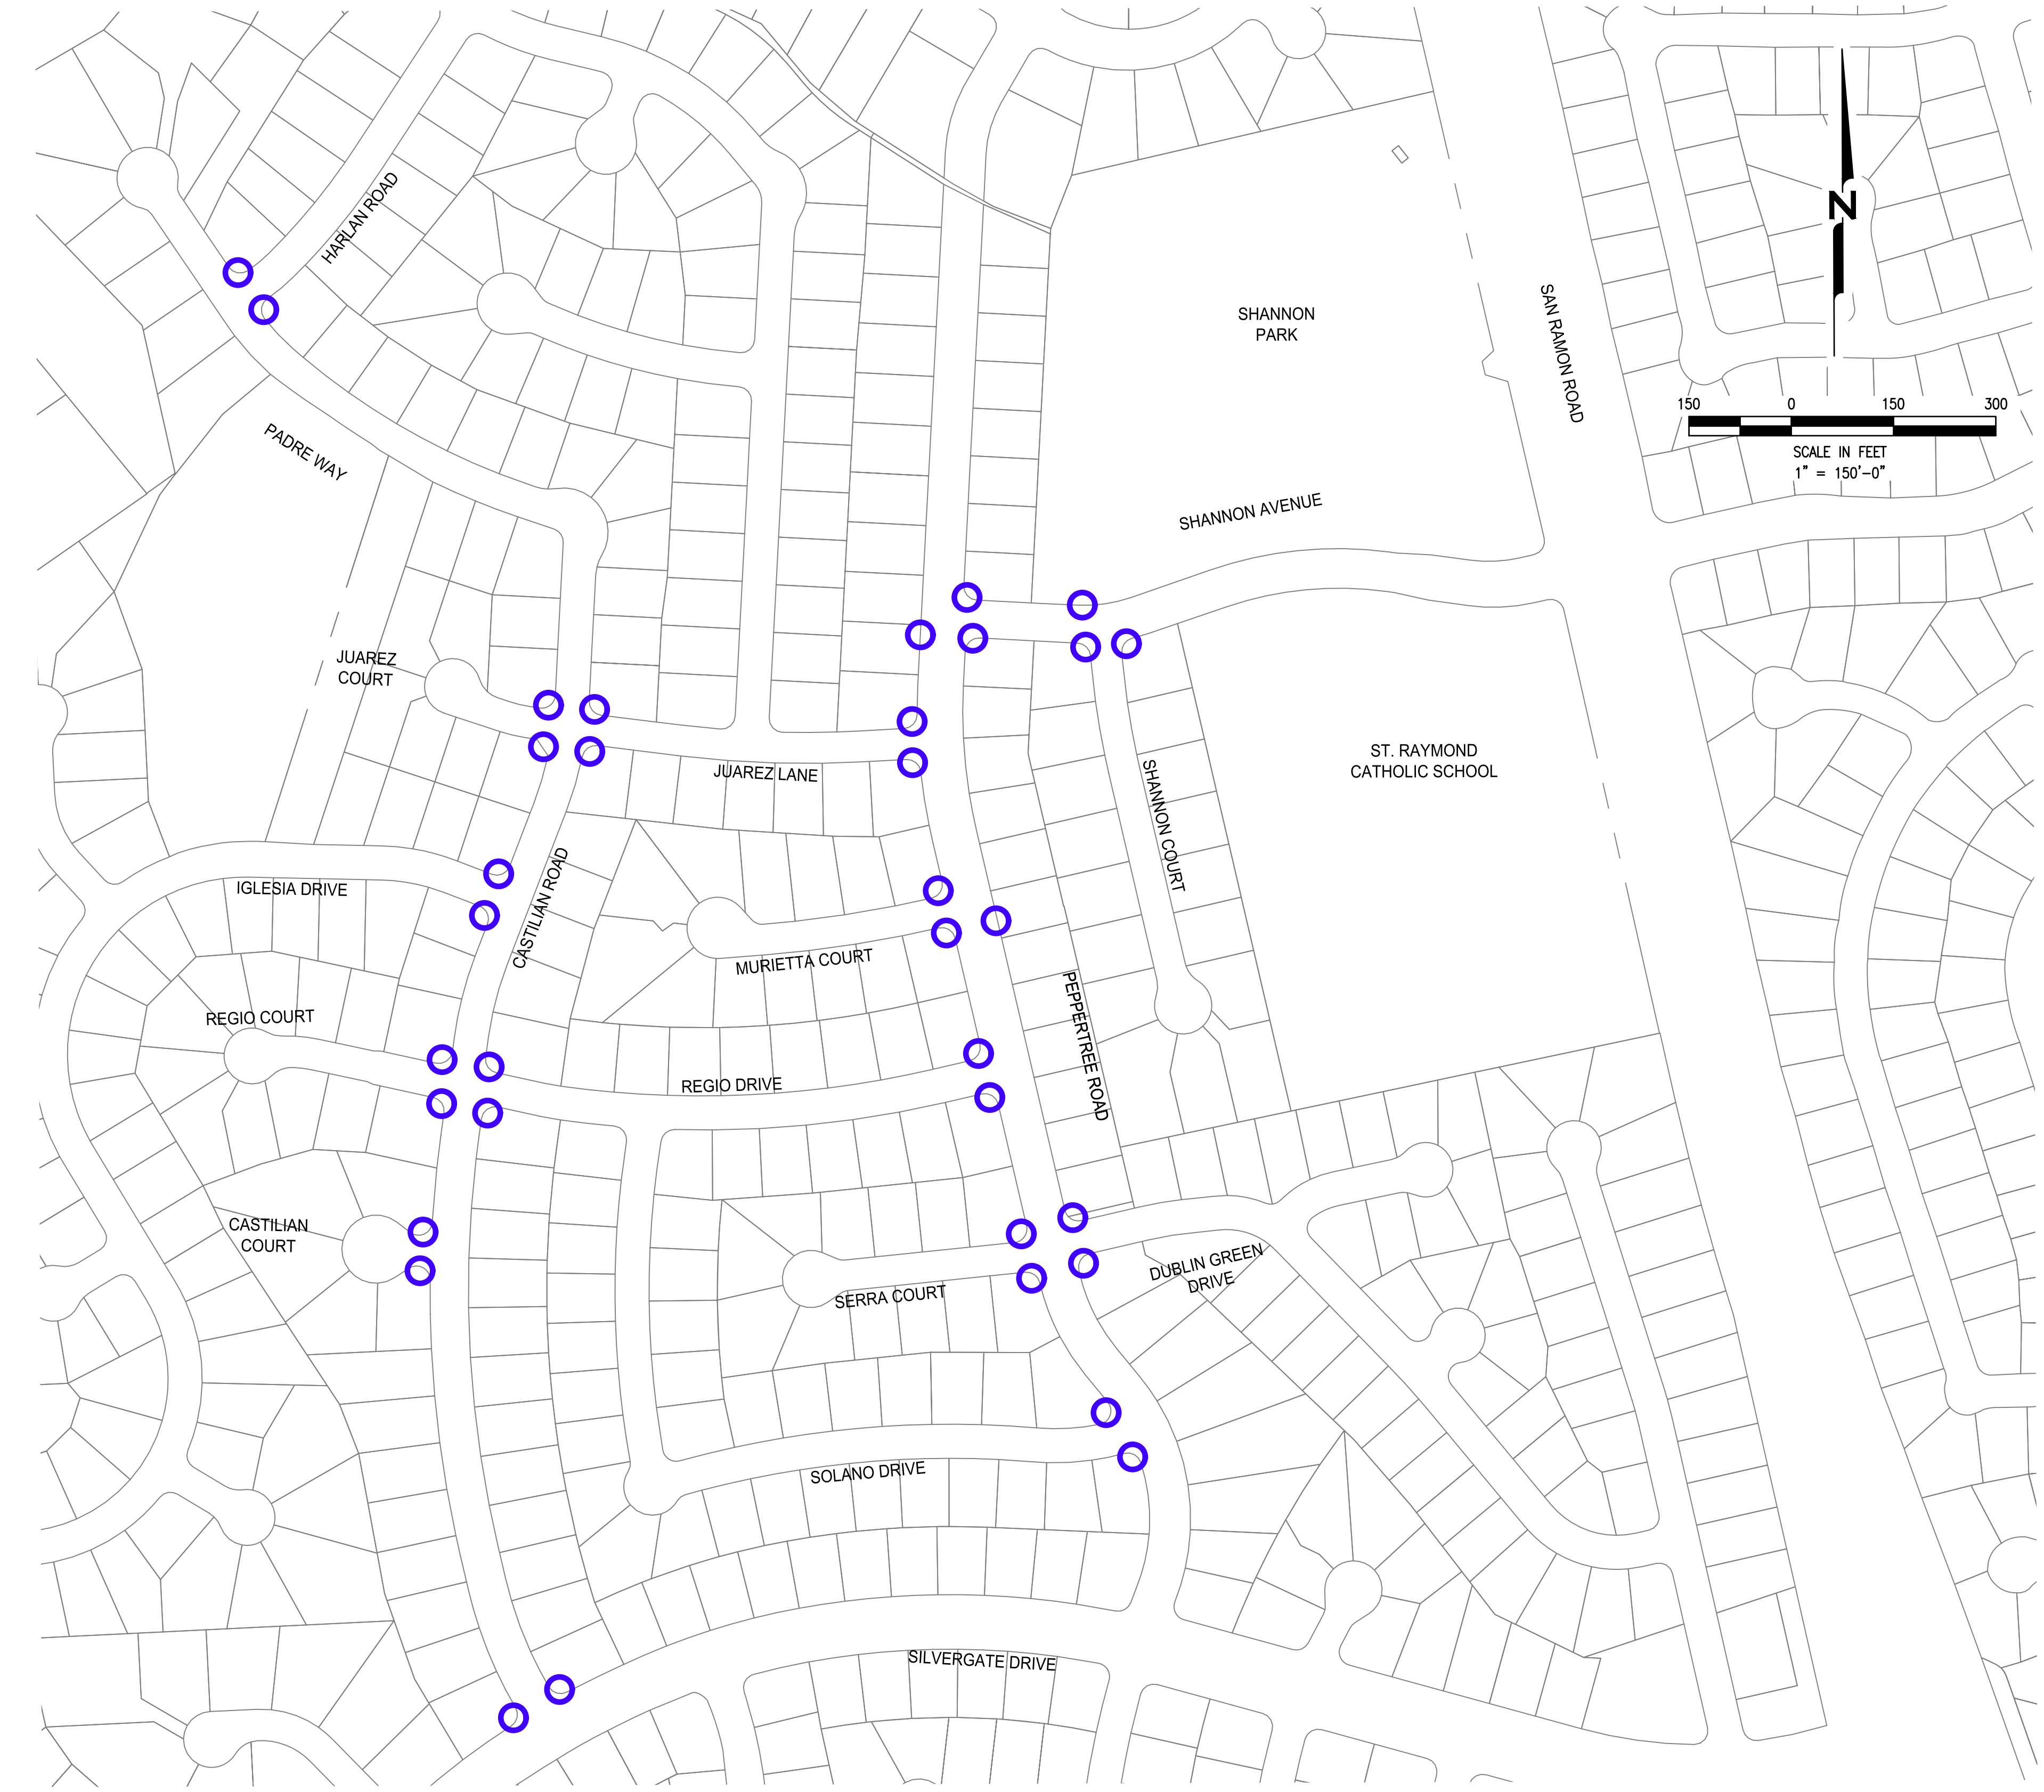 HARLAN ROAD
N
SHANNON
PARK
SAN RAMON ROAD
150 0 150 300
SCALE IN FEET
1" = 150'-0"
PADRE WAY
SHANNON AVENUE
JUAREZ
COURT
JUAREZ LANE
ST. RAYMOND
CATHOLIC SCHOOL
SHANNON COURT
IGLESIA DRIVE
CASTILIAN ROAD
MURIETTA COURT
PEPPERTREE ROAD
REGIO COURT
REGIO DRIVE
CASTILIAN
COURT
DUBLIN GREEN
DRIVE
SERRA COURT
SOLANO DRIVE
SILVERGATE DRIVE